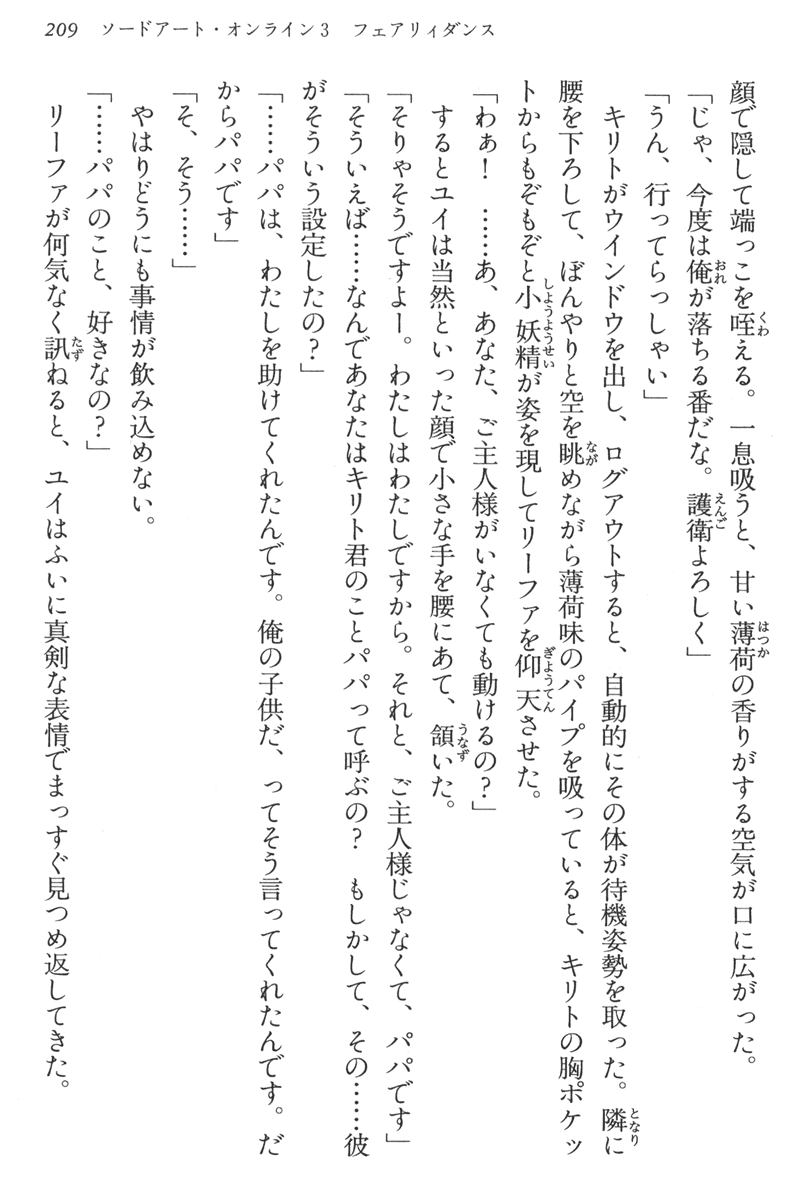 209 ソードアート・オンライン3 フェアリィダンス
顔で隠して端っこを咥える。一息吸うと、甘い薄荷の香りがする空気が口に広がった。
「じゃ、今度は俺が落ちる番だな。護衛よろしく」
「うん、行ってらっしゃい」
キリトがウインドウを出し、ログアウトすると、自動的にその体が待機姿勢を取った。隣に
腰を下ろして、ぼんやりと空を眺めながら薄荷味のパイプを吸っていると、キリトの胸ポケッ
トからもぞもぞと小妖精が姿を現してリーファを仰天させた。
「わぁ！　……あ、あなた、ご主人様がいなくても動けるの？」
するとユイは当然といった顔で小さな手を腰にあて、頷いた。
「そりゃそうですよー。わたしはわたしですから。それと、ご主人様じゃなくて、パパです」
「そういえば……なんであなたはキリト君のことパパって呼ぶの？　もしかして、その……彼
がそういう設定したの？」
「……パパは、わたしを助けてくれたんです。俺の子供だ、ってそう言ってくれたんです。だ
からパパです」
「そ、そう……」
やはりどうにも事情が飲み込めない。
「……パパのこと、好きなの？」
リーファが何気なく訊ねると、ユイはふいに真剣な表情でまっすぐ見つめ返してきた。